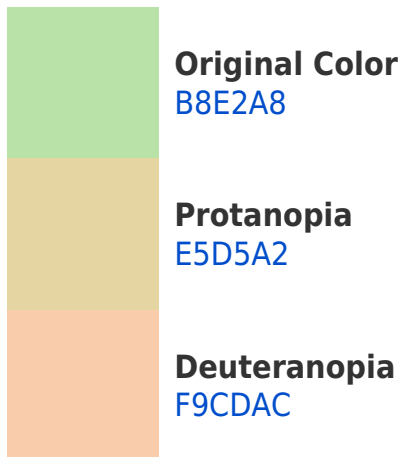 Original Color
B8E2A8
Protanopia
E5D5A2
Deuteranopia
F9CDAC